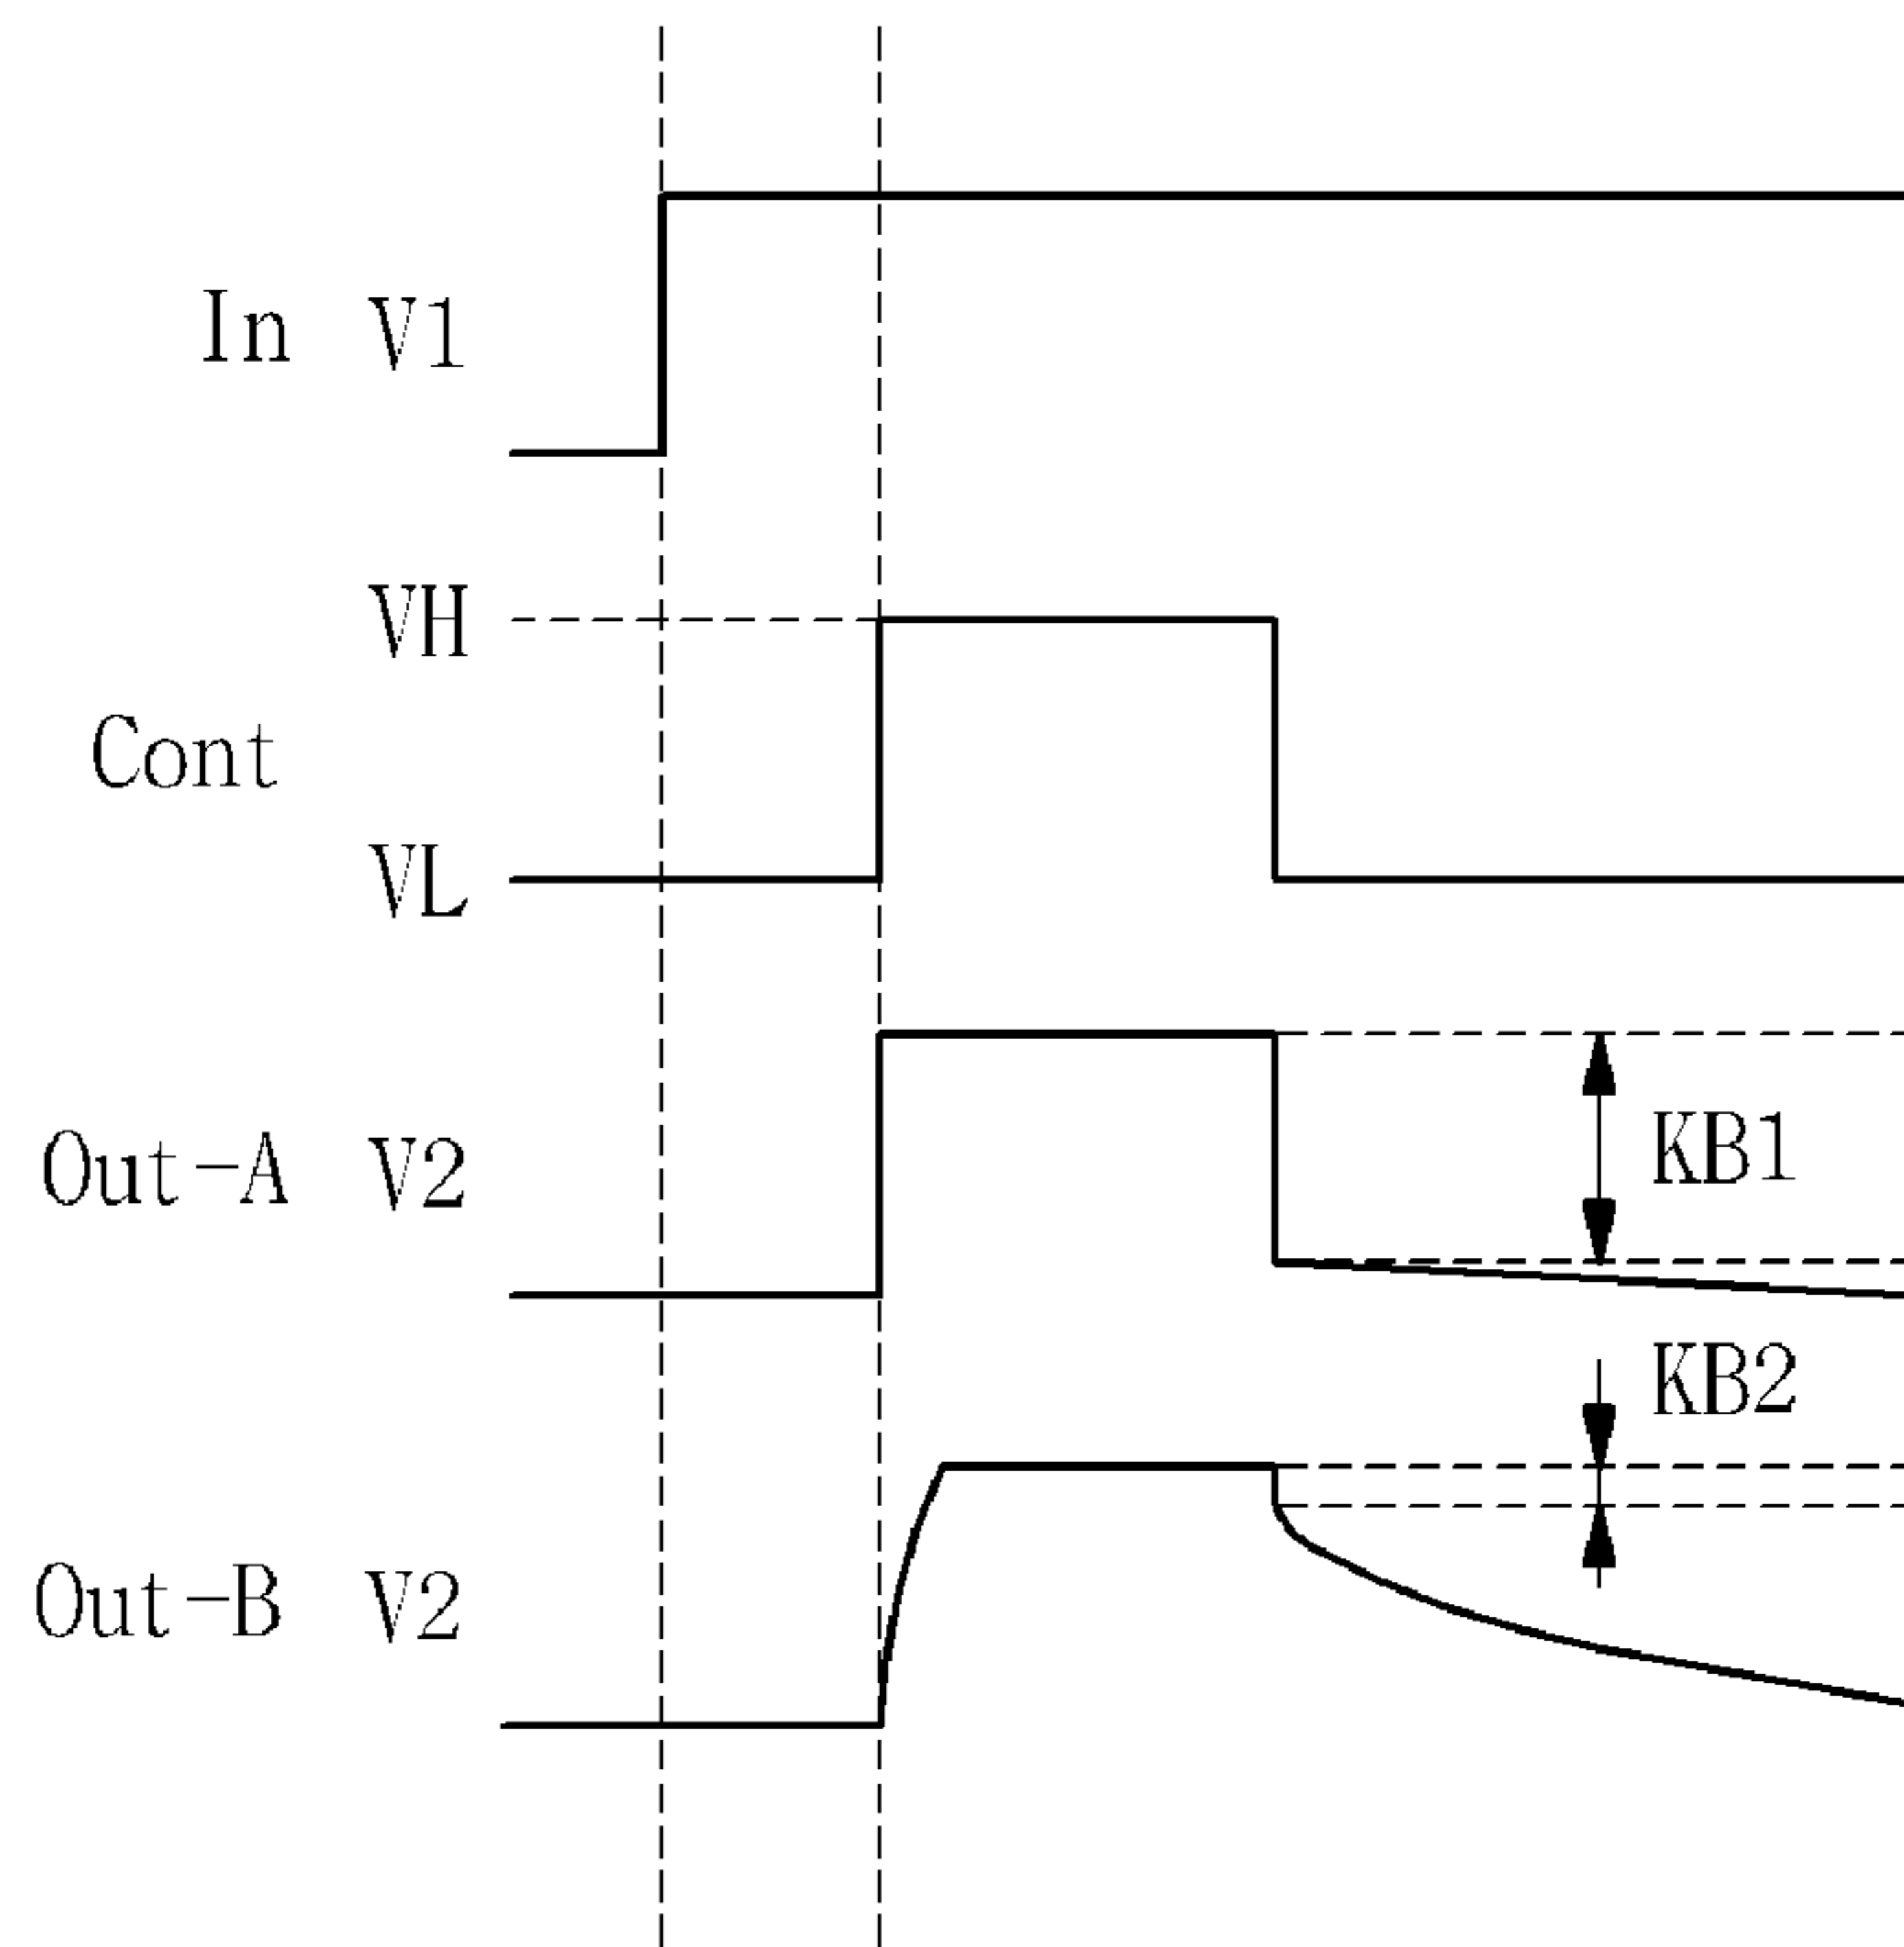 In V1
VH
Cont
VL
Out-A V2
KB1
KB2
Out-B V2